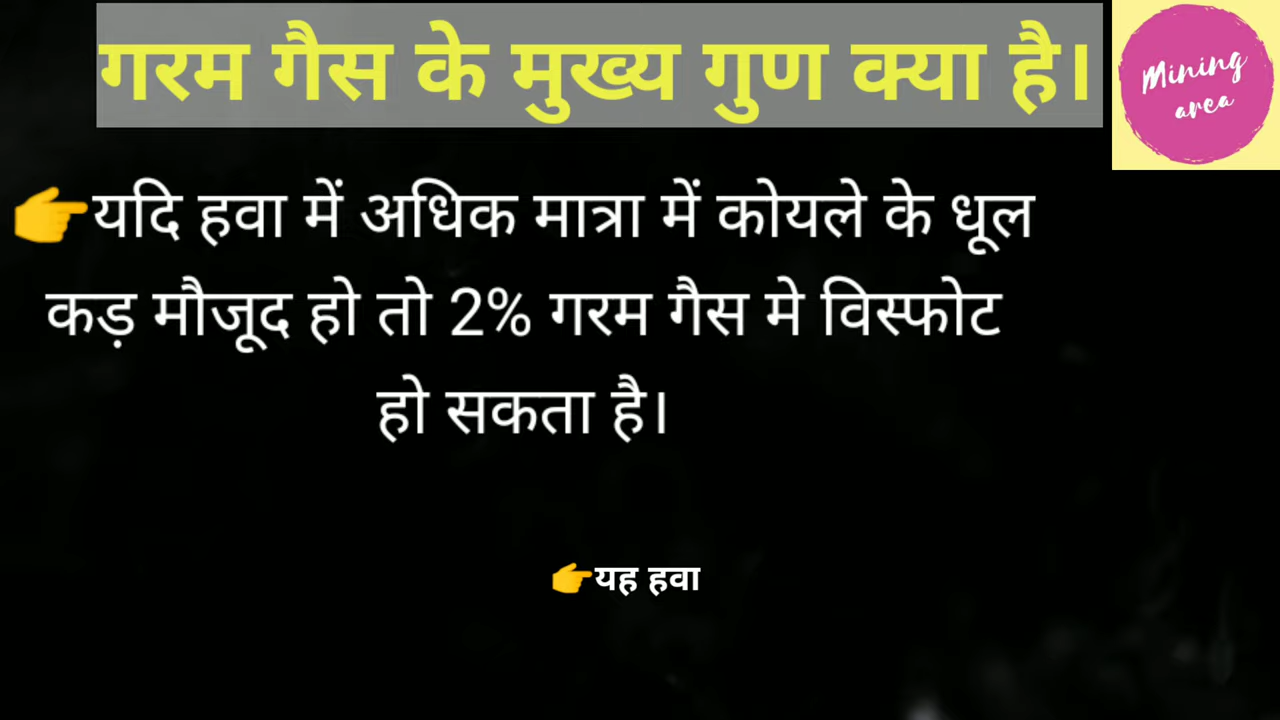 गरम गैस के मुख्य गुण क्या है।
Mining
area
👉यदि हवा में अधिक मात्रा में कोयले के धूल
कड़ मौजूद हो तो 2% गरम गैस मे विस्फोट
हो सकता है।
👉यह हवा